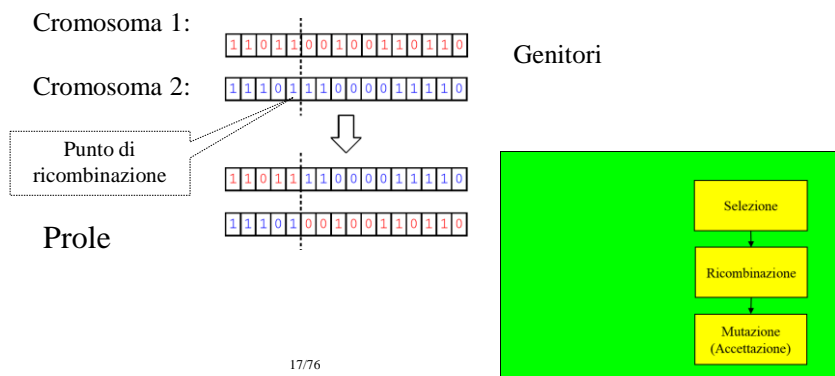 Cromosoma 1:
1 1 0 1 1 0 0 1 0 0 1 1 0 1 1 0
Genitori
Cromosoma 2:
1 1 1 0 1 1 1 0 0 0 0 1 1 1 1 0
Punto di
ricombinazione
1 1 0 1 1 1 1 0 0 0 0 1 1 1 1 0
1 1 1 0 1 0 0 1 0 0 1 1 0 1 1 0
Prole
Selezione
Ricombinazione
Mutazione
(Accettazione)
17/76